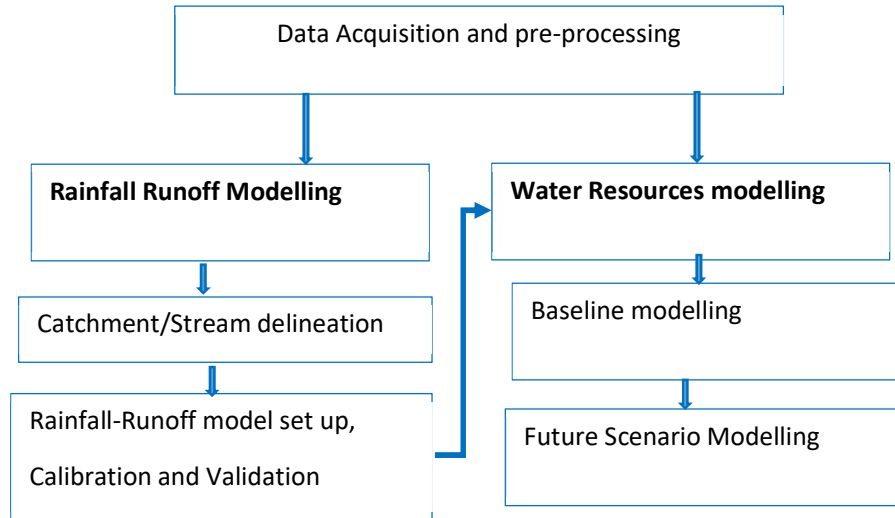 Data Acquisition and pre-processing
Rainfall Runoff Modelling
Water Resources modelling
Catchment/Stream delineation
Baseline modelling
Rainfall-Runoff model set up,
Calibration and Validation
Future Scenario Modelling